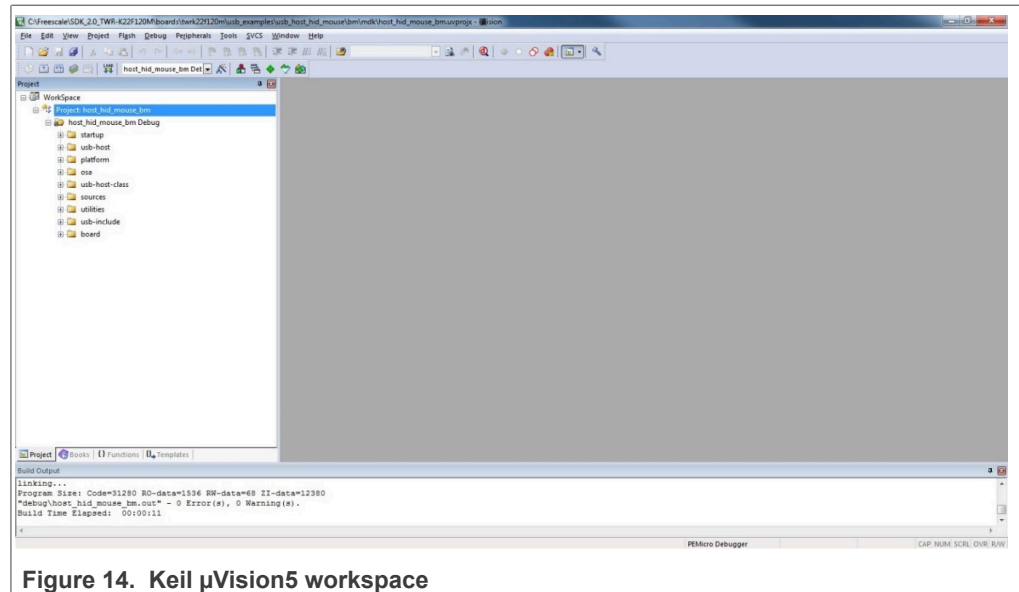 C:\Freescale\SDK_2.0_TWR-K22F120M\boards\twrk22f120m\usb_examples\usb_host_hid_mouse\bm\mdk\host_hid_mouse_bm.uvprojx - µVision
File Edit View Project Flash Debug Peripherals Tools SVCS Window Help
host_hid_mouse_bm Det
Project
WorkSpace
Project: host_hid_mouse_bm
host_hid_mouse_bm Debug
startup
usb-host
platform
osa
usb-host-class
sources
utilities
usb-include
board
Project Books {} Functions Templates
Build Output
linking...
Program Size: Code=31280 RO-data=1536 RW-data=68 ZI-data=12380
"debug\host_hid_mouse_bm.out" - 0 Error(s), 0 Warning(s).
Build Time Elapsed: 00:00:11
PEMicro Debugger CAP NUM SCRL OVR R/W
Figure 14. Keil µVision5 workspace